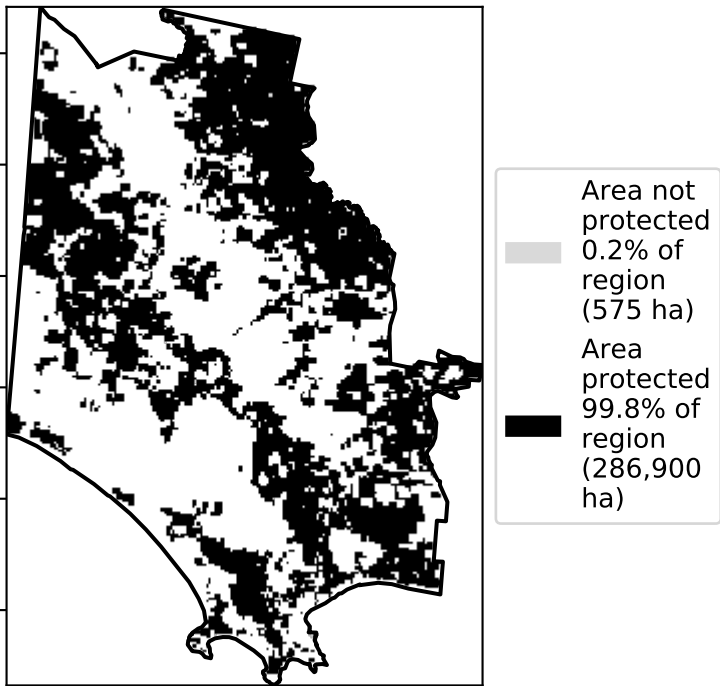 Area not
protected
0.2% of
region
(575 ha)
Area
protected
99.8% of
region
(286,900
ha)